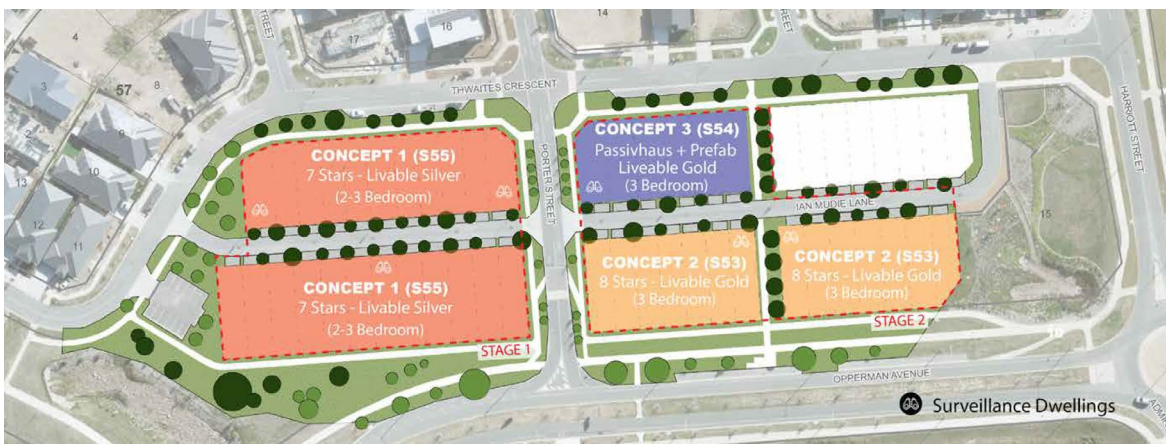 THWAITES CRESCENT
57
4
3
7
8
9
2
10
13
12
11
17
16
14
STREET
STREET
CONCEPT 1 (S55)
7 Stars - Livable Silver
(2-3 Bedroom)
PORTER STREET
CONCEPT 3 (S54)
Passivhaus + Prefab
Liveable Gold
(3 Bedroom)
HARRIOTT STREET
IAN MUDIE LANE
15
CONCEPT 1 (S55)
7 Stars - Livable Silver
(2-3 Bedroom)
STAGE 1
CONCEPT 2 (S53)
8 Stars - Livable Gold
(3 Bedroom)
CONCEPT 2 (S53)
8 Stars - Livable Gold
(3 Bedroom)
STAGE 2
OPPERMAN AVENUE
Surveillance Dwellings